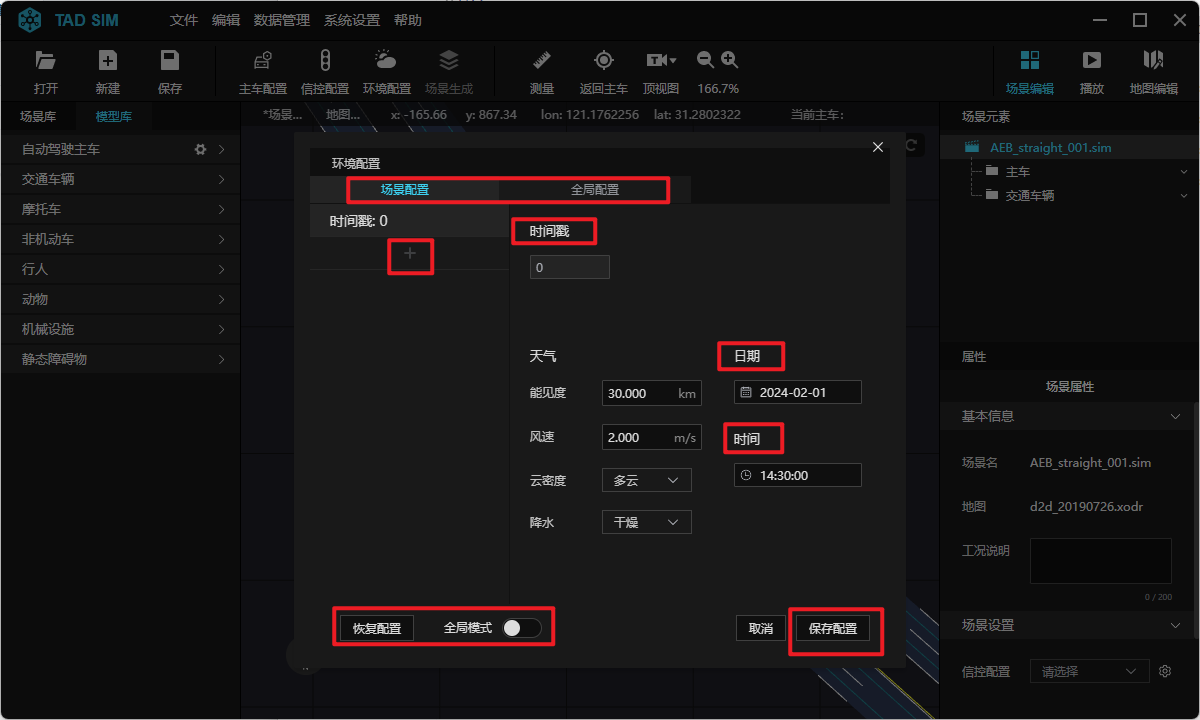 TAD SIM 文件 编辑 数据管理 系统设置 帮助
打开 新建 保存 主车配置 信控配置 环境配置 场景生成 测量 返回主车 顶视图 166.7% 场景编辑 播放 地图编辑
场景库 模型库 *场景... 地图... x: -165.66 y: 867.34 lon: 121.1762256 lat: 31.2802322 当前主车: 场景元素
自动驾驶主车
交通车辆
摩托车
非机动车
行人
动物
机械设施
静态障碍物
环境配置
场景配置 全局配置
时间戳: 0
+
时间戳
0
天气
能见度 30.000 km
风速 2.000 m/s
云密度 多云
降水 干燥
日期
2024-02-01
时间
14:30:00
恢复配置 全局模式 取消 保存配置
AEB_straight_001.sim
主车
交通车辆
属性
场景属性
基本信息
场景名 AEB_straight_001.sim
地图 d2d_20190726.xodr
工况说明
0 / 200
场景设置
信控配置 请选择